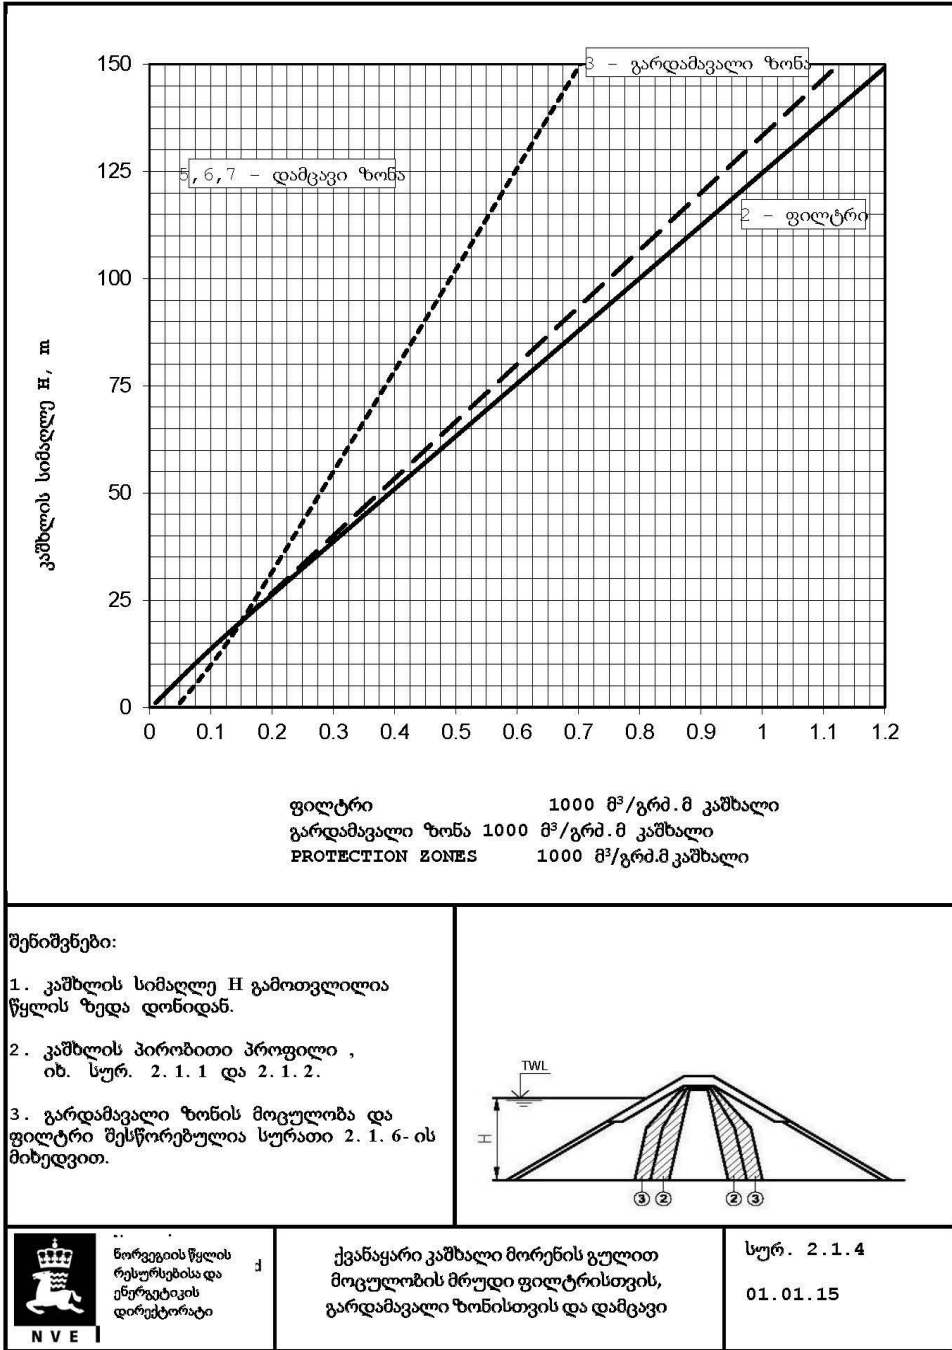 150
125
100
75
50
25
0
0 0.1 0.2 0.3 0.4 0.5 0.6 0.7 0.8 0.9 1 1.1 1.2
კაშხლის სიმაღლე H, m
3 - გარდამავალი ზონა
5,6,7 - დამცავი ზონა
2 - ფილტრი
ფილტრი 1000 მ³/გრძ.მ კაშხალი
გარდამავალი ზონა 1000 მ³/გრძ.მ კაშხალი
PROTECTION ZONES 1000 მ³/გრძ.მ კაშხალი
შენიშვნები:
1. კაშხლის სიმაღლე H გამოთვლილია
წყლის ზედა დონიდან.
2. კაშხლის პირობითი პროფილი ,
იხ. სურ. 2.1.1 და 2.1.2.
3. გარდამავალი ზონის მოცულობა და
ფილტრი შესწორებულია სურათი 2.1.6-ის
მიხედვით.
TWL
H
3 2 2 3
NVE
ნორვეგიის წყლის
რესურსებისა და
ენერგეტიკის
დირექტორატი
d
ქვანაყარი კაშხალი მორენის გულით
მოცულობის მრუდი ფილტრისთვის,
გარდამავალი ზონისთვის და დამცავი
სურ. 2.1.4
01.01.15